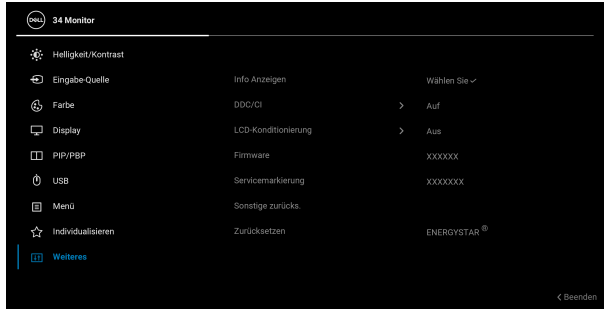 DELL 34 Monitor
Helligkeit/Kontrast
Eingabe-Quelle Info Anzeigen Wählen Sie
Farbe DDC/CI Auf
Display LCD-Konditionierung Aus
PIP/PBP Firmware XXXXXX
USB Servicemarkierung XXXXXXX
Menü Sonstige zurücks.
Individualisieren Zurücksetzen ENERGYSTAR ®
Weiteres
Beenden